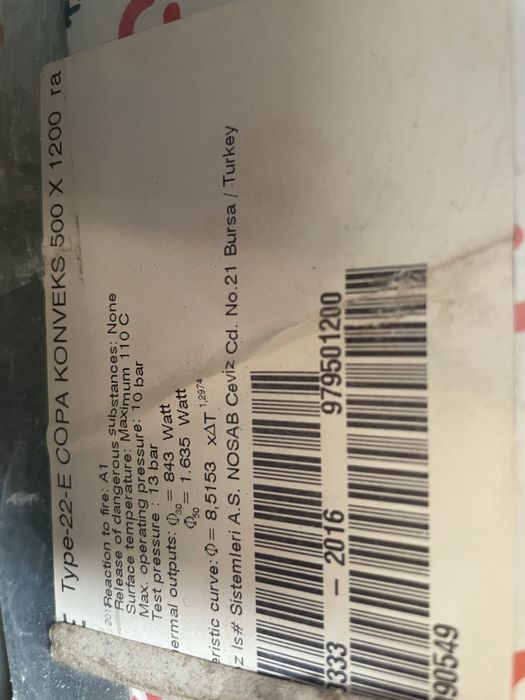 Type-22-E COPA KONVEKS 500 X 1200 ra
Reaction to fire: A1
Release of dangerous substances: None
Surface temperature: Maximum 110°C
Max. operating pressure: 10 bar
Test pressure : 13 bar
ermal outputs: Φ30 = 843 Watt
Φ50 = 1.635 Watt
eristic curve: Φ = 8,5153 xΔT 1,2974
z Is# Sistemleri A.S. NOSAB Ceviz Cd. No.21 Bursa / Turkey
333 - 2016 979501200
90549